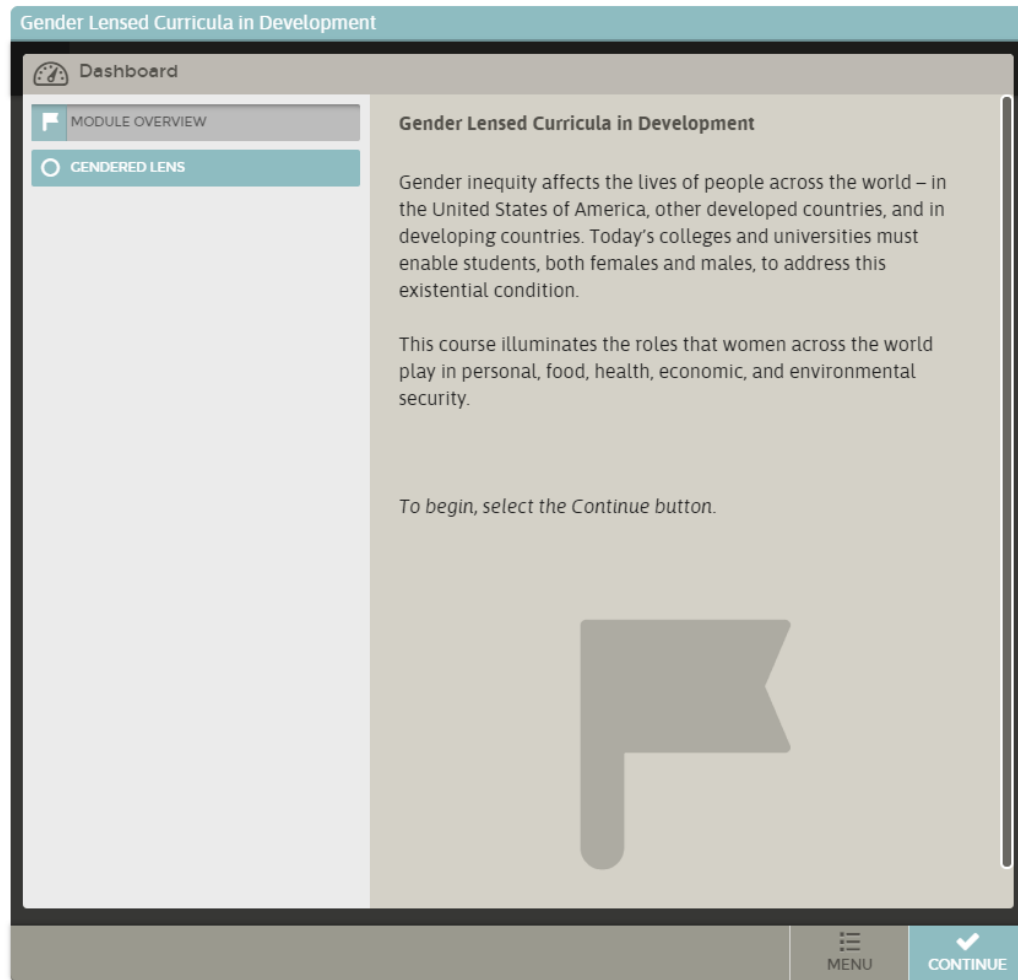 Gender Lensed Curricula in Development
Dashboard
MODULE OVERVIEW
GENDERED LENS
Gender Lensed Curricula in Development
Gender inequity affects the lives of people across the world – in
the United States of America, other developed countries, and in
developing countries. Today's colleges and universities must
enable students, both females and males, to address this
existential condition.
This course illuminates the roles that women across the world
play in personal, food, health, economic, and environmental
security.
To begin, select the Continue button.
MENU
CONTINUE